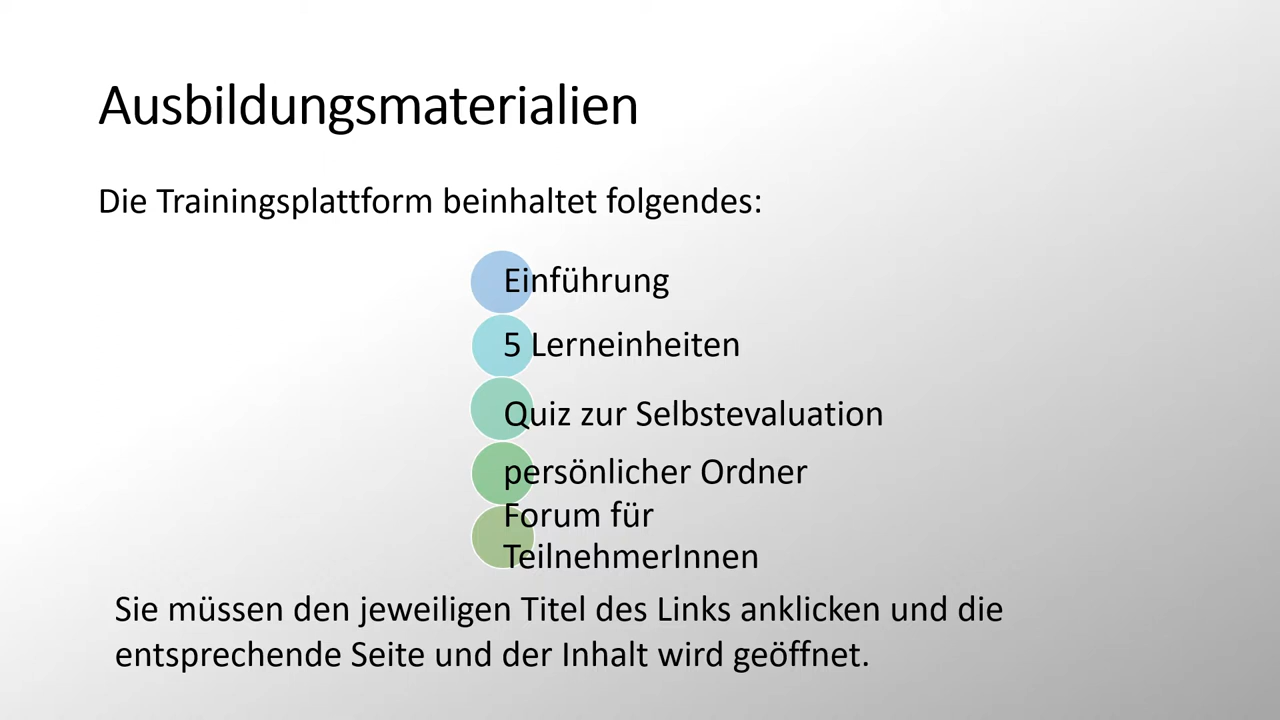 Ausbildungsmaterialien
Die Trainingsplattform beinhaltet folgendes:
Einführung
5 Lerneinheiten
Quiz zur Selbstevaluation
persönlicher Ordner
Forum für
TeilnehmerInnen
Sie müssen den jeweiligen Titel des Links anklicken und die
entsprechende Seite und der Inhalt wird geöffnet.